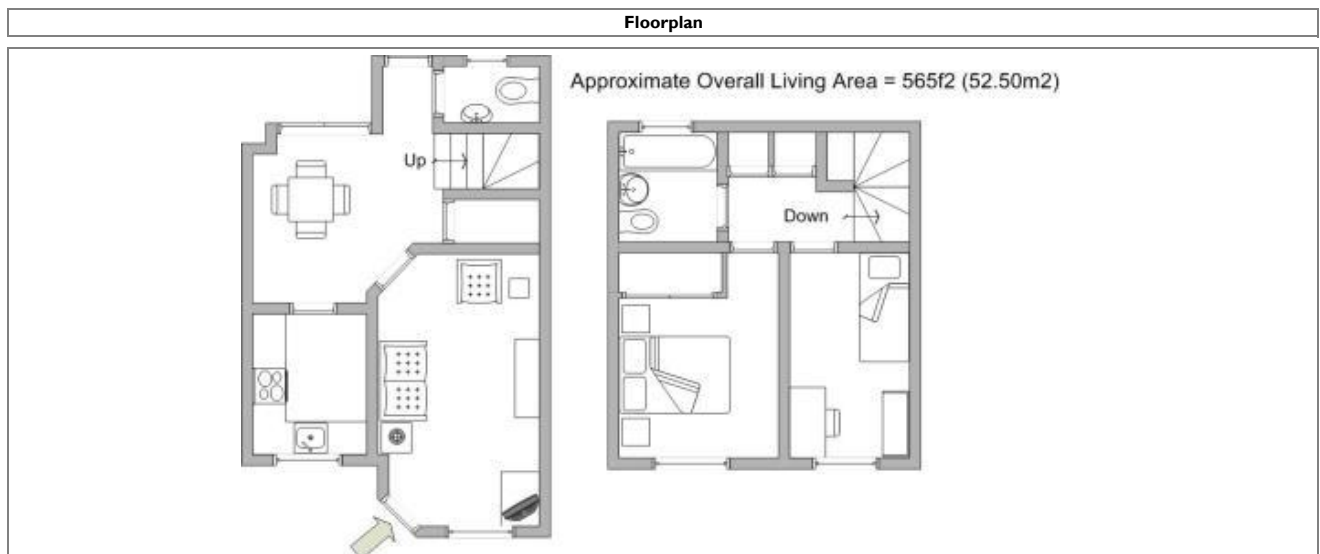 Floorplan
Approximate Overall Living Area = 565f2 (52.50m2)
Up
Down